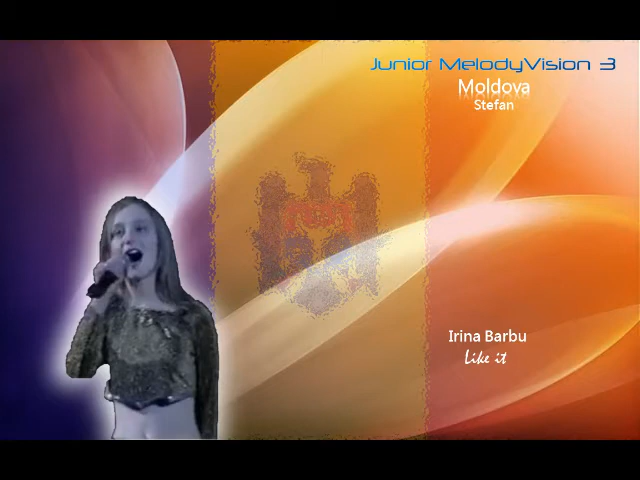 Junior MelodyVision 3
Moldova
Stefan
Irina Barbu
Like it